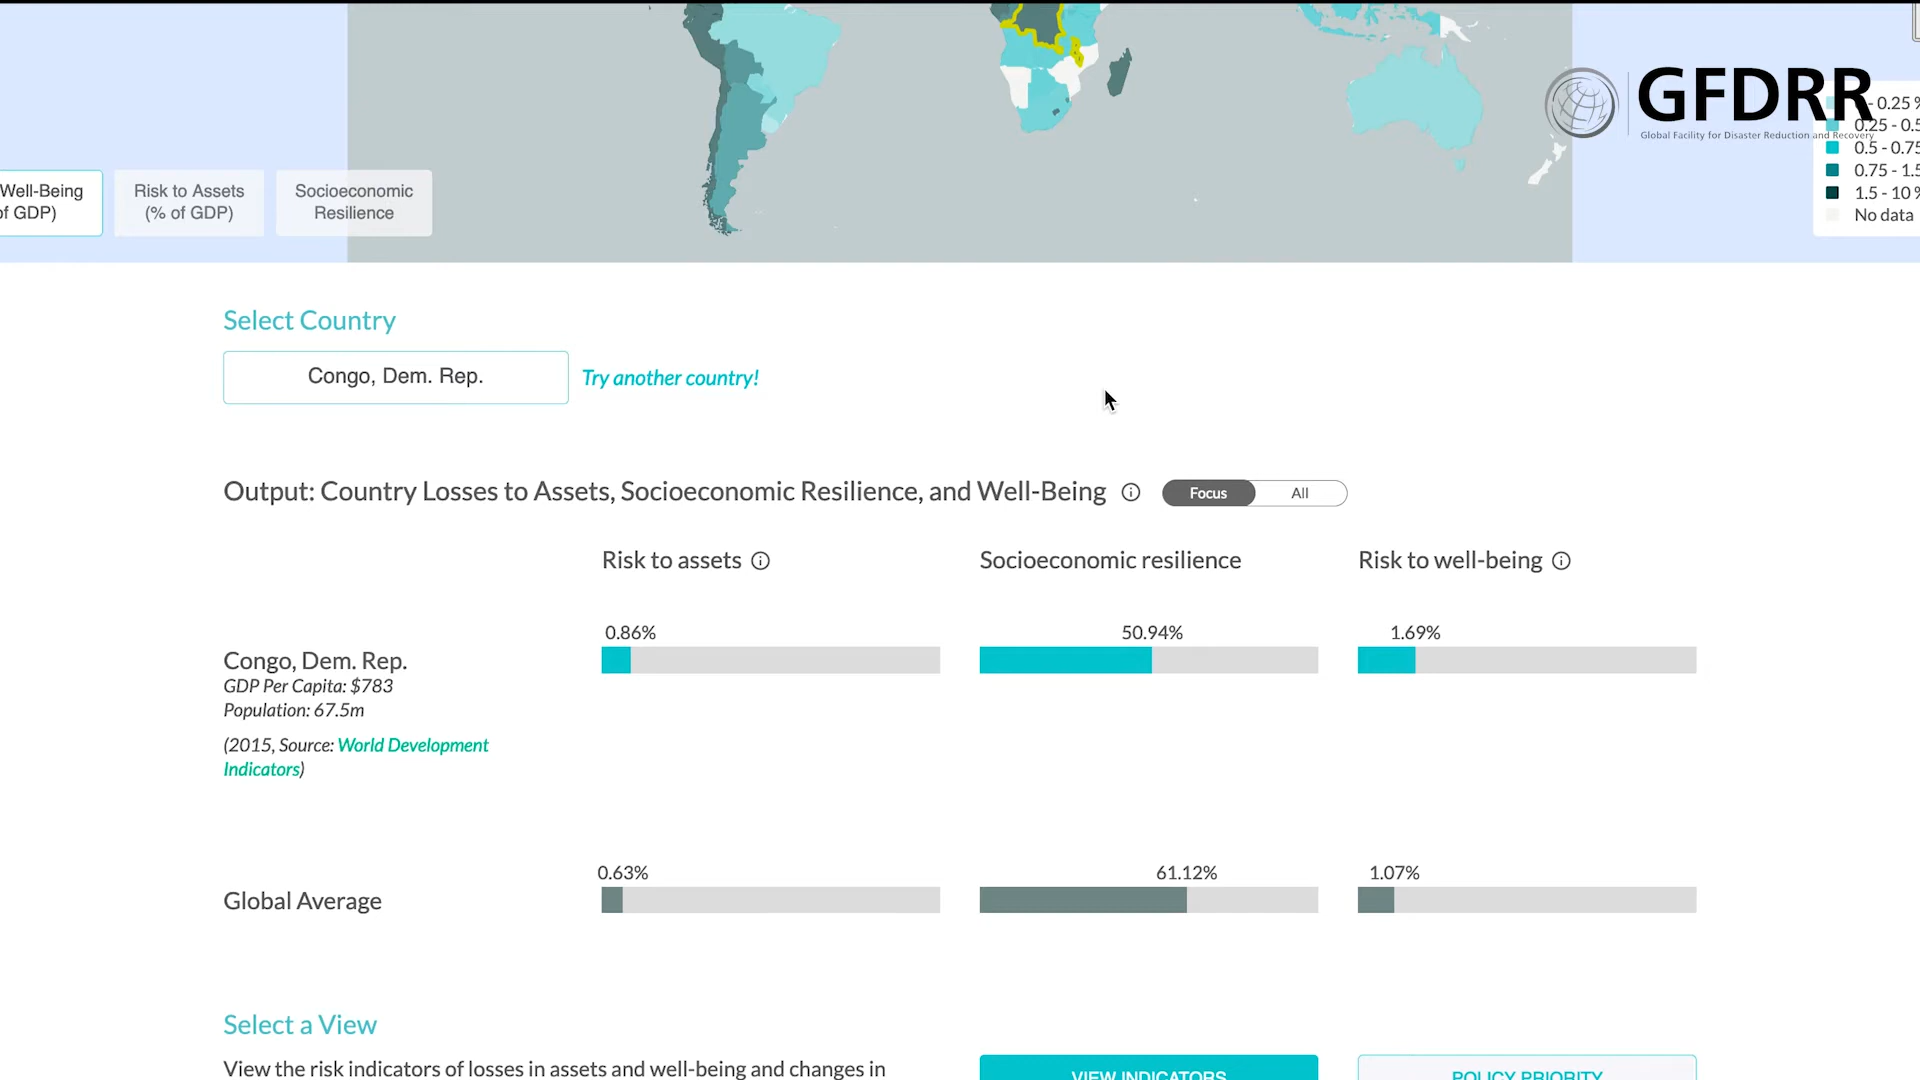 GFDRR
Global Facility for Disaster Reduction and Recovery
- 0.25 %
0.25 - 0.5
0.5 - 0.75
0.75 - 1.5
1.5 - 10 %
No data
Well-Being
of GDP)
Risk to Assets
(% of GDP)
Socioeconomic
Resilience
Select Country
Congo, Dem. Rep.
Try another country!
Output: Country Losses to Assets, Socioeconomic Resilience, and Well-Being
Focus
All
Risk to assets
Socioeconomic resilience
Risk to well-being
0.86%
50.94%
1.69%
Congo, Dem. Rep.
GDP Per Capita: $783
Population: 67.5m
(2015, Source: World Development
Indicators)
0.63%
61.12%
1.07%
Global Average
Select a View
View the risk indicators of losses in assets and well-being and changes in
VIEW INDICATORS
POLICY PRIORITY